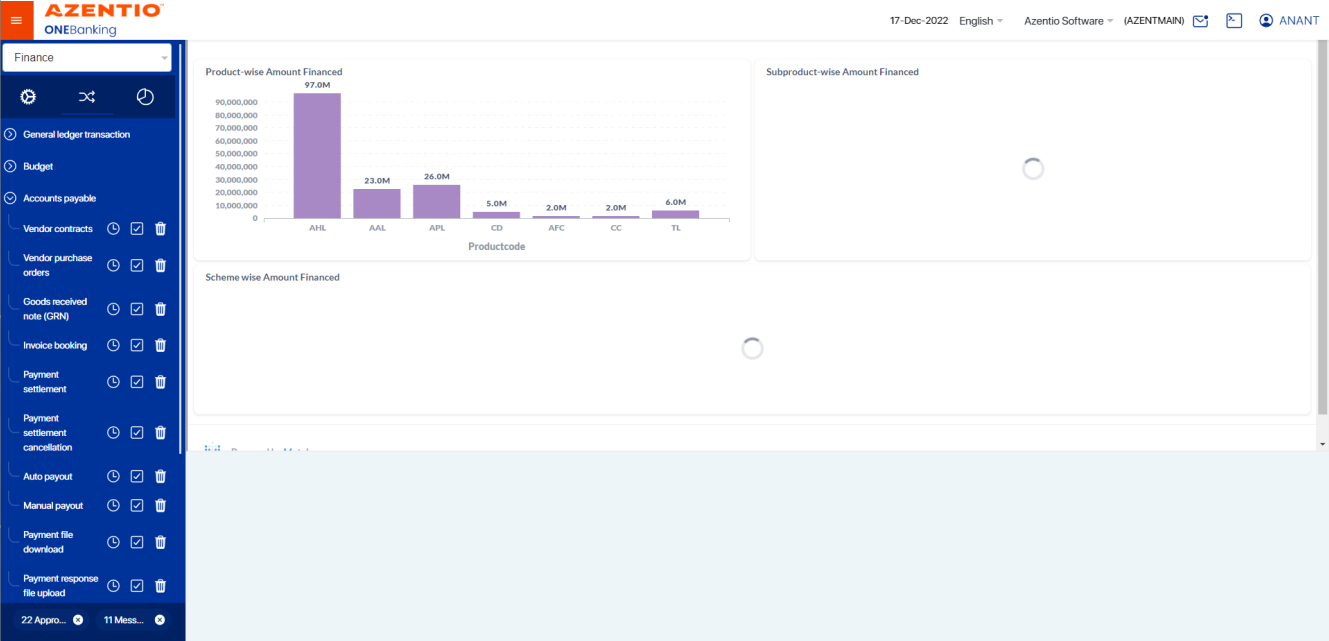 AZENTIO
ONEBanking
17-Dec-2022 English Azentio Software (AZENTMAIN) ANANT
Finance
General ledger transaction
Budget
Accounts payable
Vendor contracts
Vendor purchase
orders
Goods received
note (GRN)
Invoice booking
Payment
settlement
Payment
settlement
cancellation
Auto payout
Manual payout
Payment file
download
Payment response
file upload
22 Appro...
11 Mess...
Product-wise Amount Financed
97.0M
90,000,000
80,000,000
70,000,000
60,000,000
50,000,000
40,000,000
30,000,000
20,000,000
10,000,000
0
23.0M
26.0M
5.0M
2.0M
2.0M
6.0M
AHL AAL APL CD AFC CC TL
Productcode
Subproduct-wise Amount Financed
Scheme wise Amount Financed